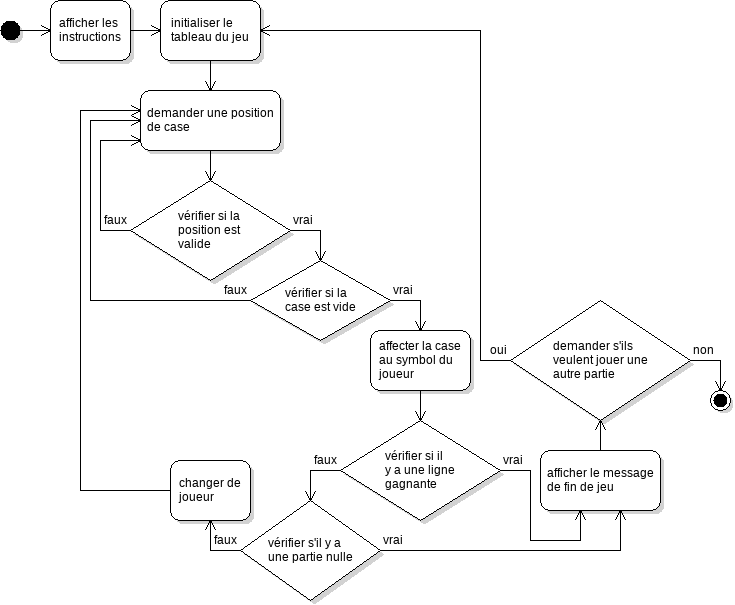 afficher les
instructions
initialiser le
tableau du jeu
demander une position
de case
vérifier si la
position est
valide
faux
vrai
vérifier si la
case est vide
faux
vrai
affecter la case
au symbol du
joueur
vérifier si il
y a une ligne
gagnante
faux
vrai
vérifier s'il y a
une partie nulle
faux
vrai
changer de
joueur
afficher le message
de fin de jeu
demander s'ils
veulent jouer une
autre partie
oui
non